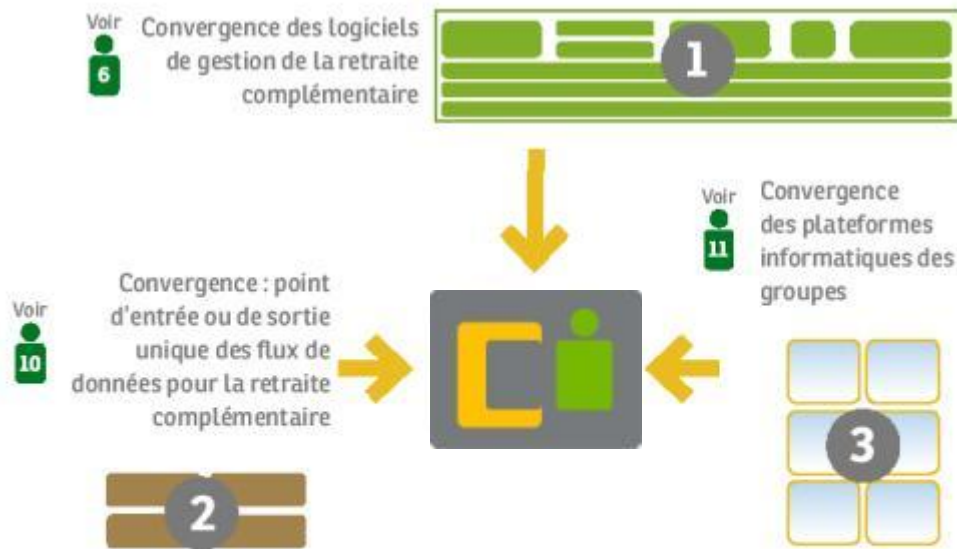 Voir
6
Convergence des logiciels
de gestion de la retraite
complémentaire
1
Voir
11
Convergence
des plateformes
informatiques des
groupes
Voir
10
Convergence : point
d'entrée ou de sortie
unique des flux de
données pour la retraite
complémentaire
2
3